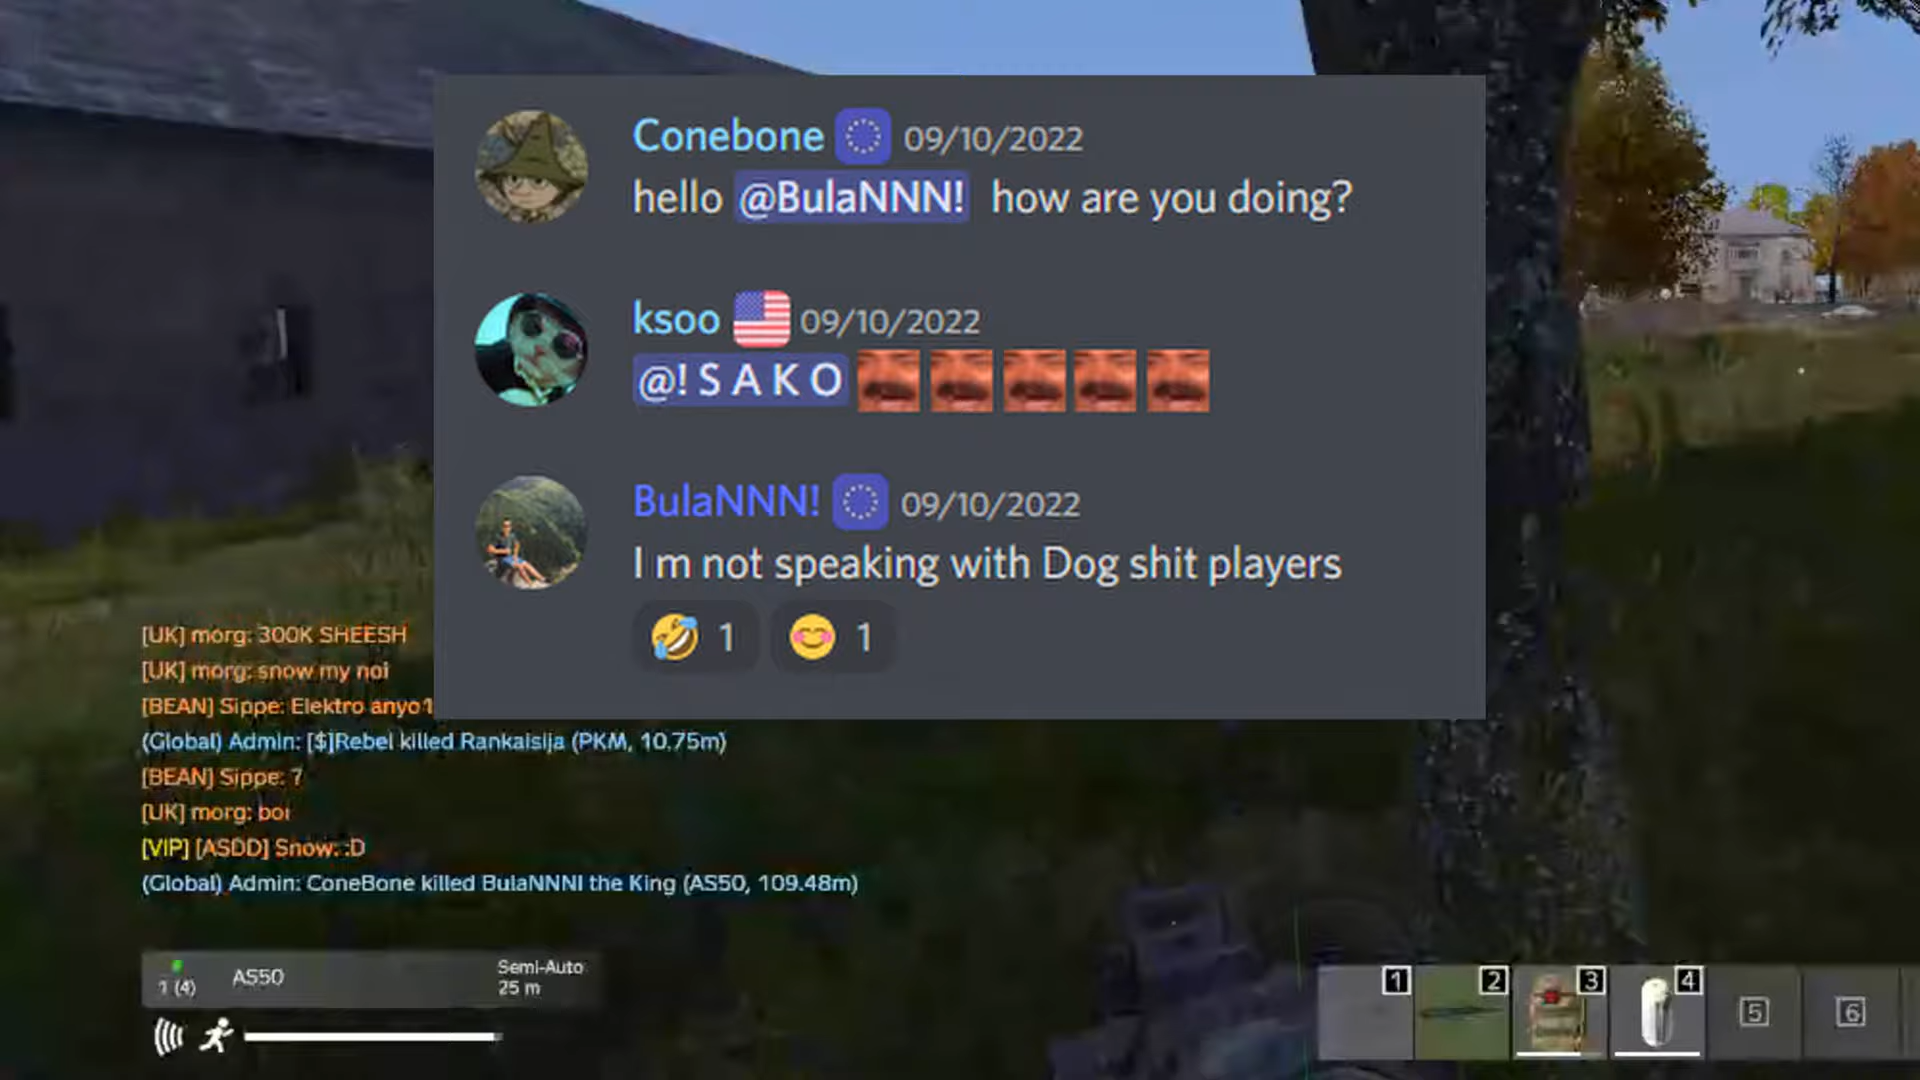 Conebone 09/10/2022
hello @BulaNNN! how are you doing?
ksoo 09/10/2022
@! S A K O
BulaNNN! 09/10/2022
I m not speaking with Dog shit players
1 1
[UK] morg: 300K SHEESH
[UK] morg: snow my noi
[BEAN] Sippe: Elektro anyo1
(Global) Admin: [$]Rebel killed Rankaisija (PKM, 10.75m)
[BEAN] Sippe: ?
[UK] morg: boi
[VIP] [ASDD] Snow: :D
(Global) Admin: ConeBone killed BulaNNN! the King (AS50, 109.48m)
1 (4) AS50 Semi-Auto
25 m
1 2 3 4 5 6